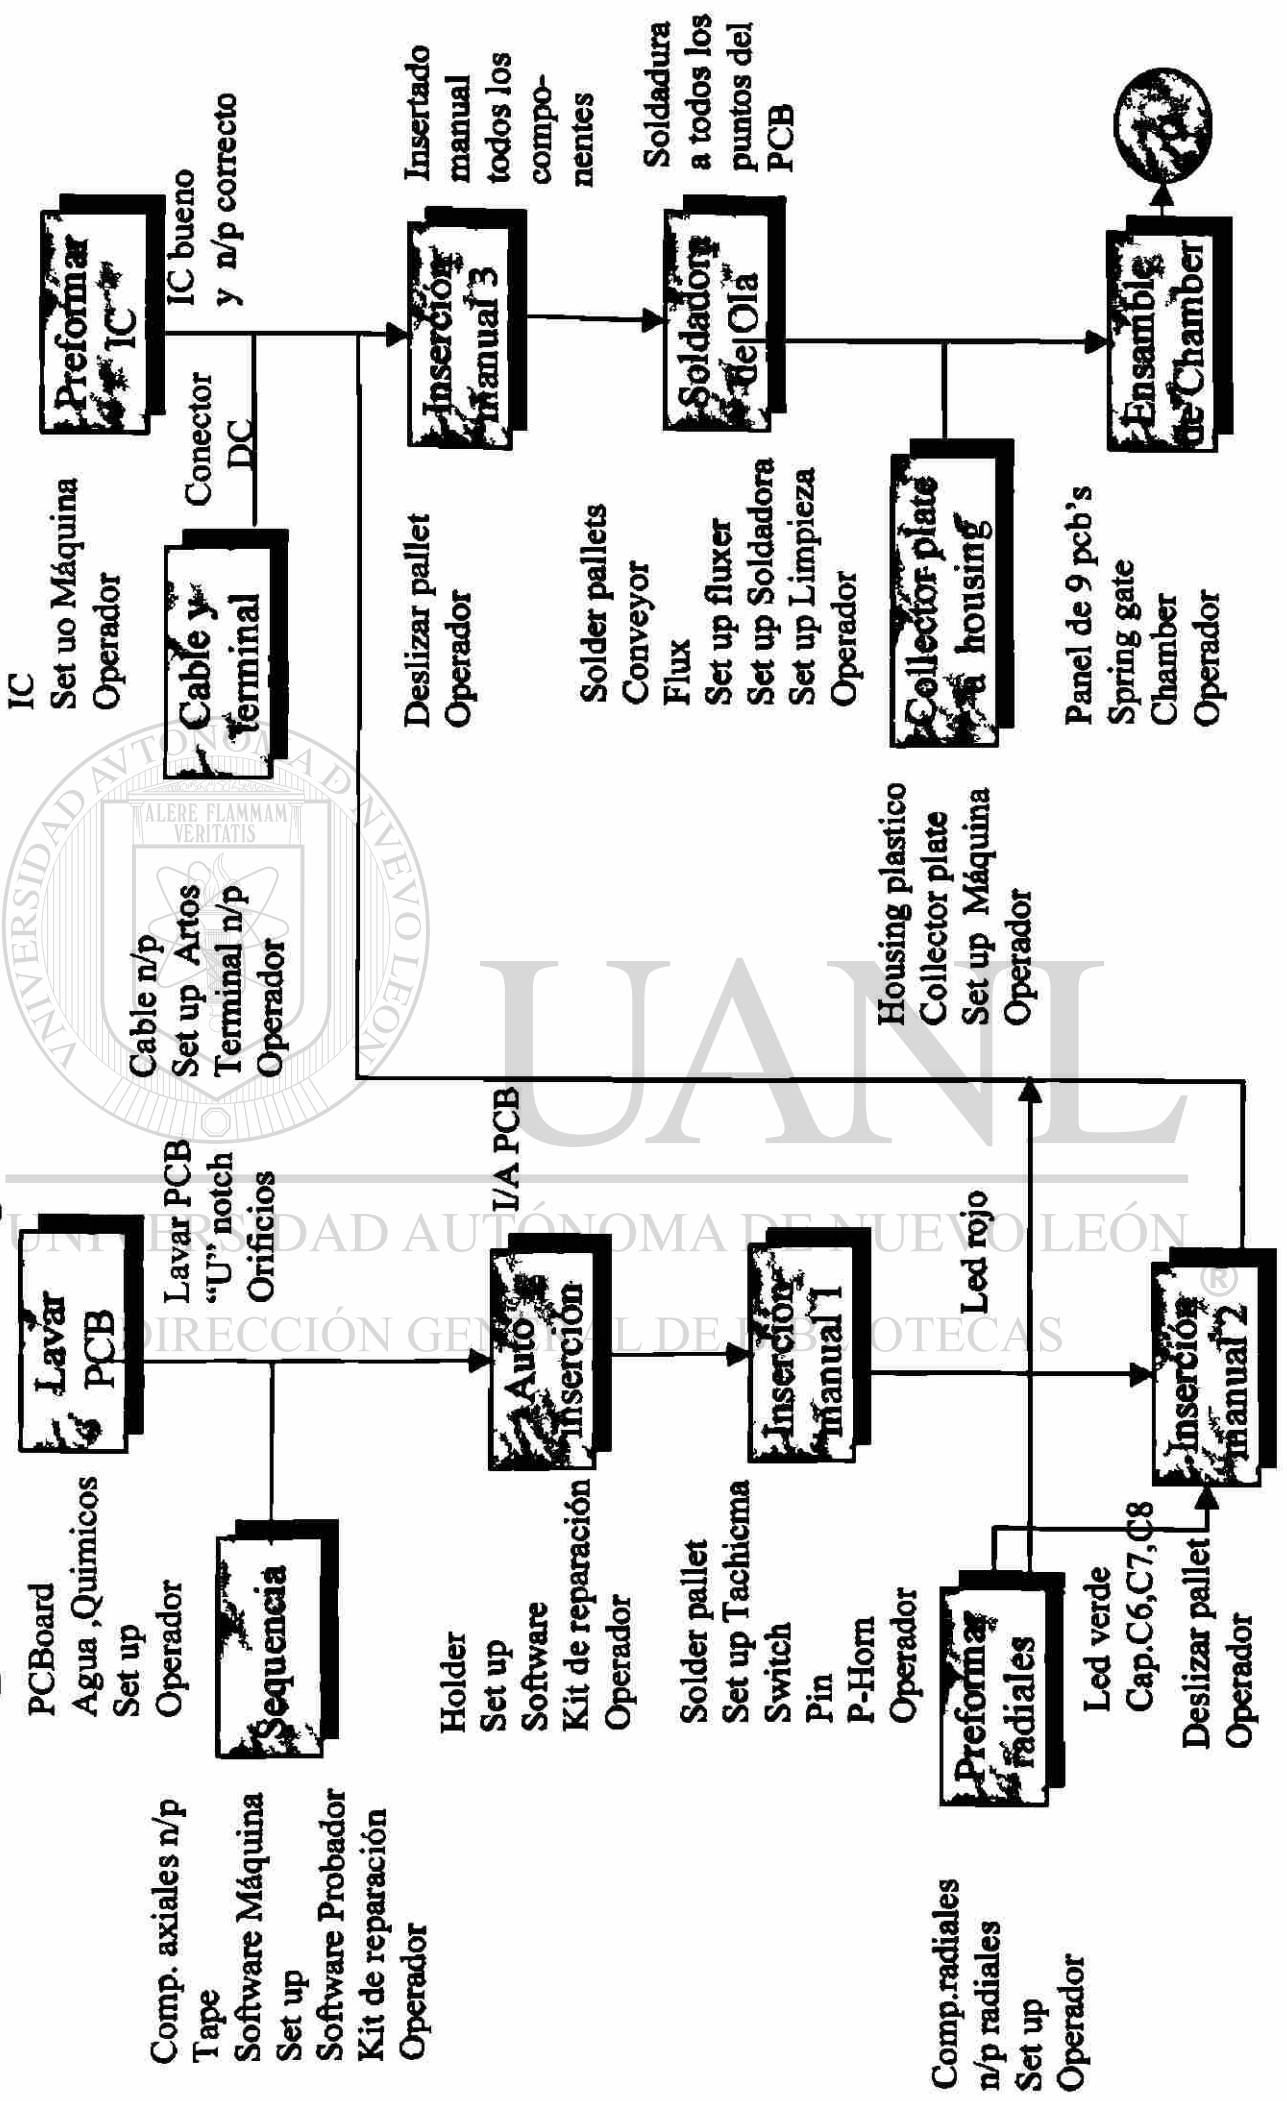 PCBoard
Agua ,Quimicos
Set up
Operador
Lavar
PCB
Lavar PCB
“U” notch
Orificios
Comp. axiales n/p
Tape
Software Máquina
Set up
Software Probador
Kit de reparación
Operador
Sequencia
Holder
Set up
Software
Kit de reparación
Operador
Auto
inserción
I/A PCB
Solder pallet
Set up Tachicma
Switch
Pin
P-Horn
Operador
Inserción
manual 1
Comp.radiales
n/p radiales
Set up
Operador
Preformar
radiales
Led rojo
Led verde
Cap.C6,C7,C8
Deslizar pallet
Operador
Inserción
manual 2
IC
Set uo Máquina
Operador
Preformar
IC
IC bueno
y n/p correcto
Cable n/p
Set up Artos
Terminal n/p
Operador
Cable y
terminal
Conector
DC
Deslizar pallet
Operador
Inserción
manual 3
Insertado
manual
todos los
compo-
nentes
Solder pallets
Conveyor
Flux
Set up fluxer
Set up Soldadora
Set up Limpieza
Operador
Soldadora
de Ola
Soldadura
a todos los
puntos del
PCB
Housing plastico
Collector plate
Set up Máquina
Operador
Collector plate
a housing
Panel de 9 pcb’s
Spring gate
Chamber
Operador
Ensamble
de Chamber
UNIVERSIDAD AUTONOMA DE NUEVO LEON
ALERE FLAMMAM
VERITATIS
UANL
UNIVERSIDAD AUTÓNOMA DE NUEVO LEÓN
®
DIRECCIÓN GENERAL DE BIBLIOTECAS